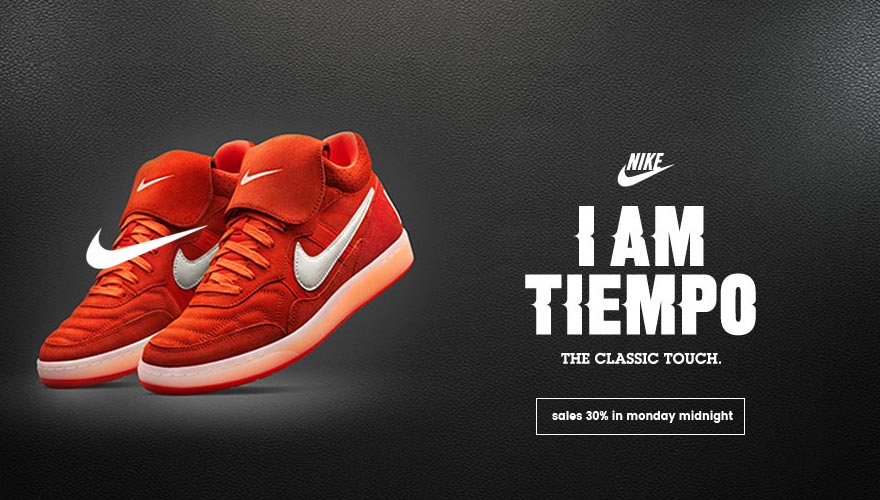 NIKE
I AM
TIEMPO
THE CLASSIC TOUCH.
sales 30% in monday midnight